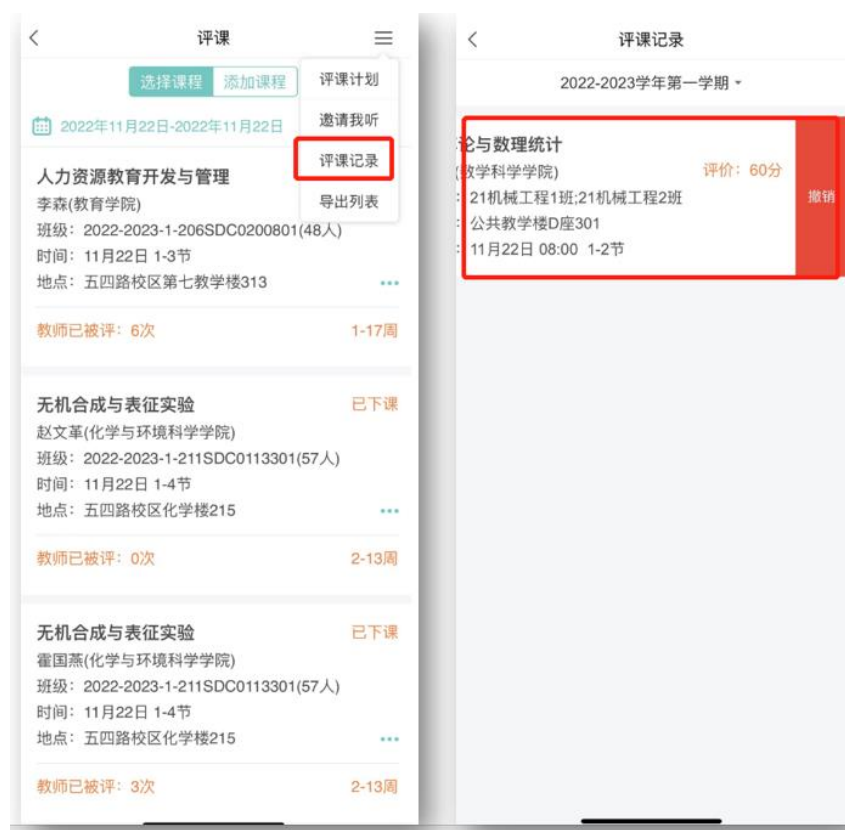 评课
选择课程 添加课程
2022年11月22日-2022年11月22日
评课计划
邀请我听
评课记录
导出列表
人力资源教育开发与管理
李森(教育学院)
班级：2022-2023-1-206SDC0200801(48人)
时间：11月22日 1-3节
地点：五四路校区第七教学楼313
教师已被评：6次 1-17周
无机合成与表征实验 已下课
赵文革(化学与环境科学学院)
班级：2022-2023-1-211SDC0113301(57人)
时间：11月22日 1-4节
地点：五四路校区化学楼215
教师已被评：0次 2-13周
无机合成与表征实验 已下课
霍国燕(化学与环境科学学院)
班级：2022-2023-1-211SDC0113301(57人)
时间：11月22日 1-4节
地点：五四路校区化学楼215
教师已被评：3次 2-13周
评课记录
2022-2023学年第一学期
论与数理统计
(数学科学学院) 评价：60分
：21机械工程1班;21机械工程2班
：公共教学楼D座301
：11月22日 08:00 1-2节
撤销